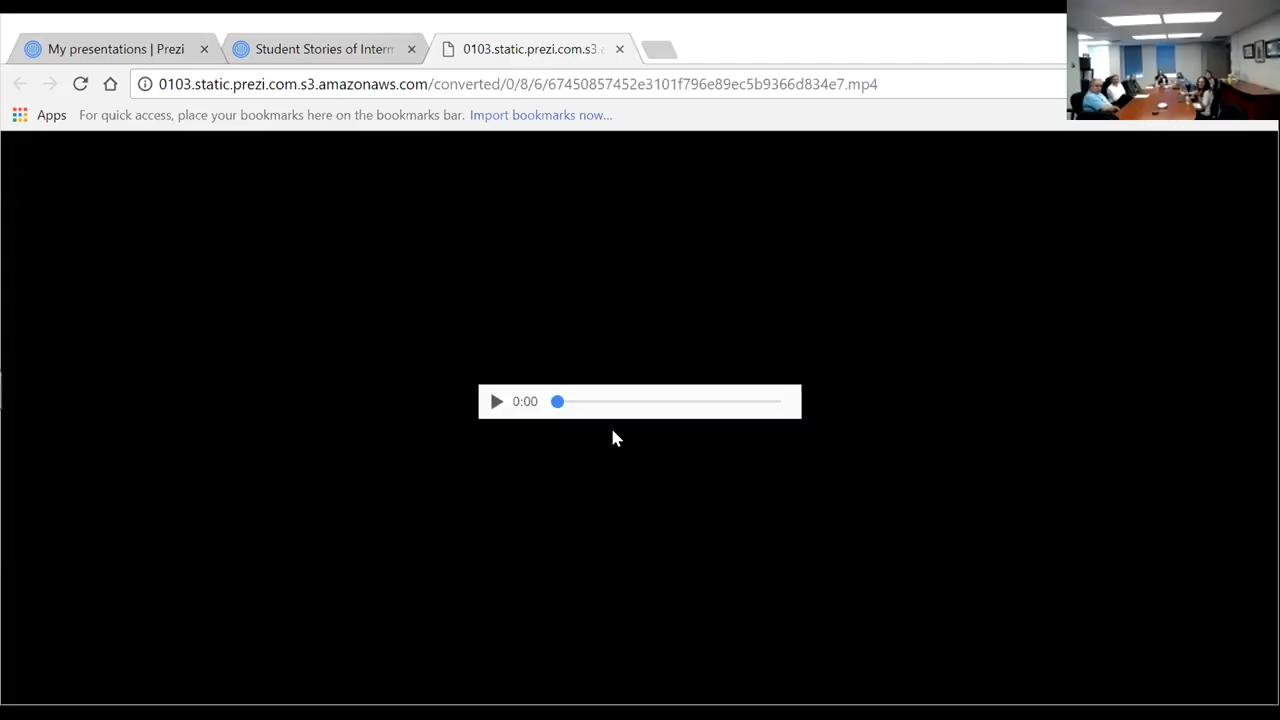 My presentations | Prezi
Student Stories of Interm
0103.static.prezi.com.s3.
0103.static.prezi.com.s3.amazonaws.com/converted/0/8/6/67450857452e3101f796e89ec5b9366d834e7.mp4
Apps
For quick access, place your bookmarks here on the bookmarks bar.
Import bookmarks now...
0:00